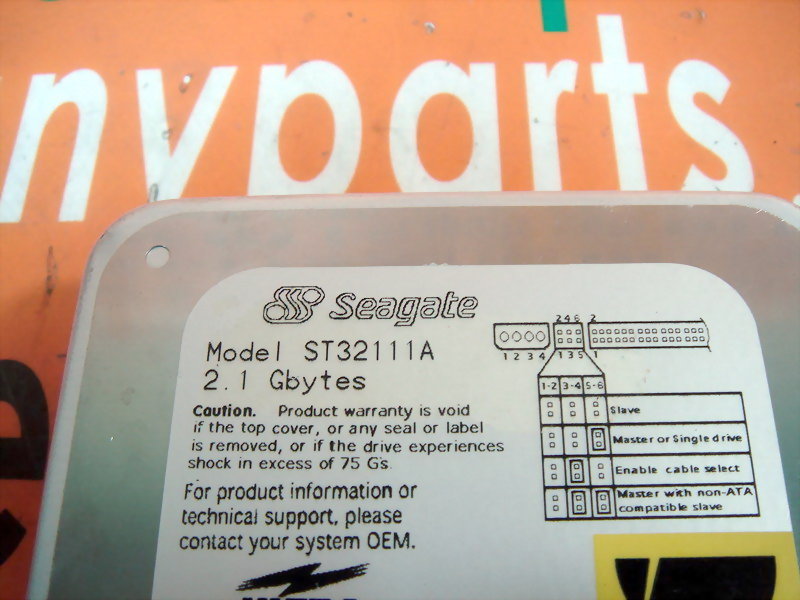 nyparts.
Seagate
Model ST32111A
2.1 Gbytes
Caution. Product warranty is void
if the top cover, or any seal or label
is removed, or if the drive experiences
shock in excess of 75 Gs.
For product information or
technical support, please
contact your system OEM.
2 4 6 2
1 2 3 4 1 3 5 1
1-2 3-4 5-6
Slave
Master or Single drive
Enable cable select
Master with non-ATA
compatible slave